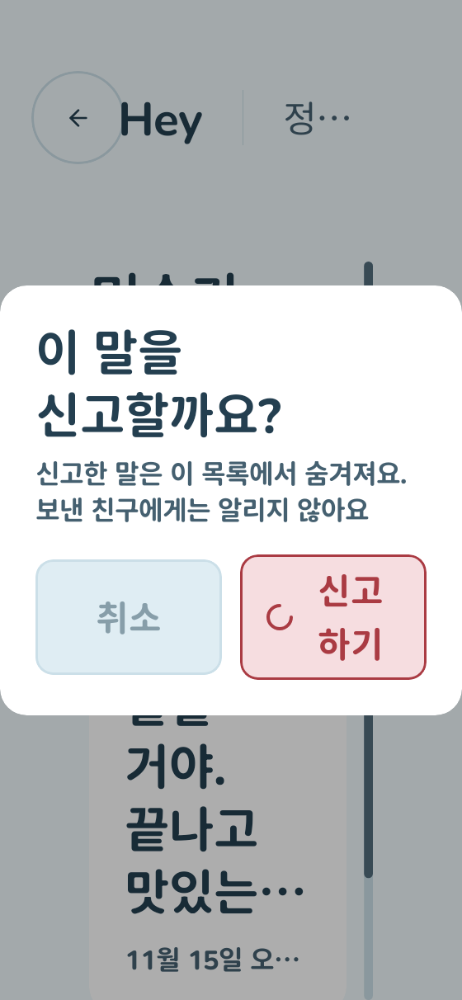 Hey
정…
이 말을
신고할까요?
신고한 말은 이 목록에서 숨겨져요.
보낸 친구에게는 알리지 않아요
취소
신고
하기
거야.
끝나고
맛있는…
11월 15일 오…